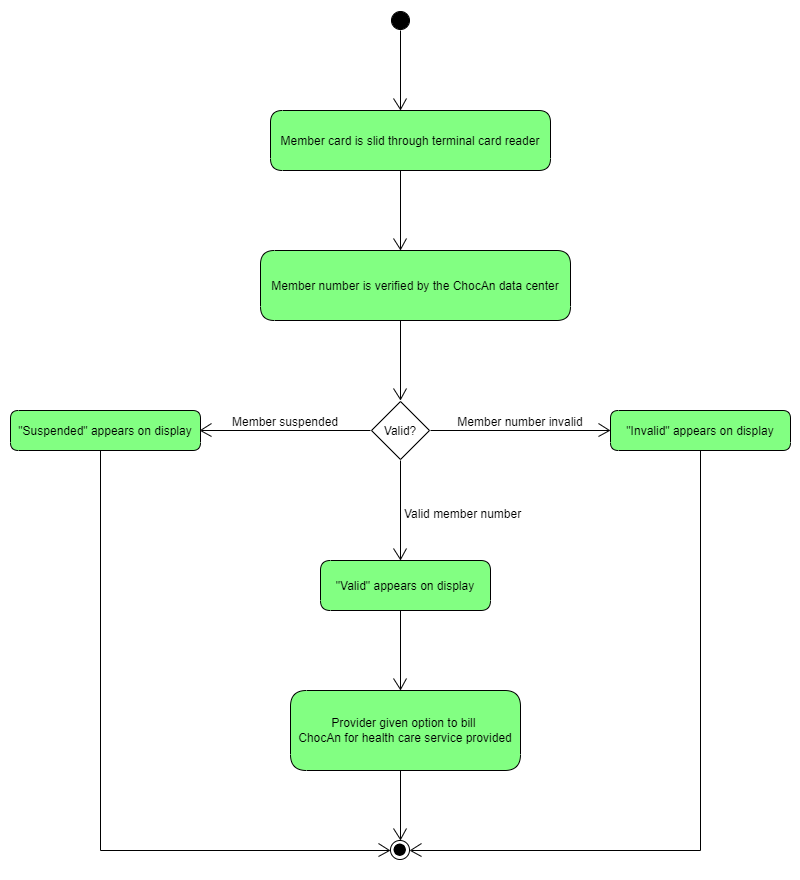 Member card is slid through terminal card reader
Member number is verified by the ChocAn data center
Member suspended
Member number invalid
"Suspended" appears on display
Valid?
"Invalid" appears on display
Valid member number
"Valid" appears on display
Provider given option to bill
ChocAn for health care service provided